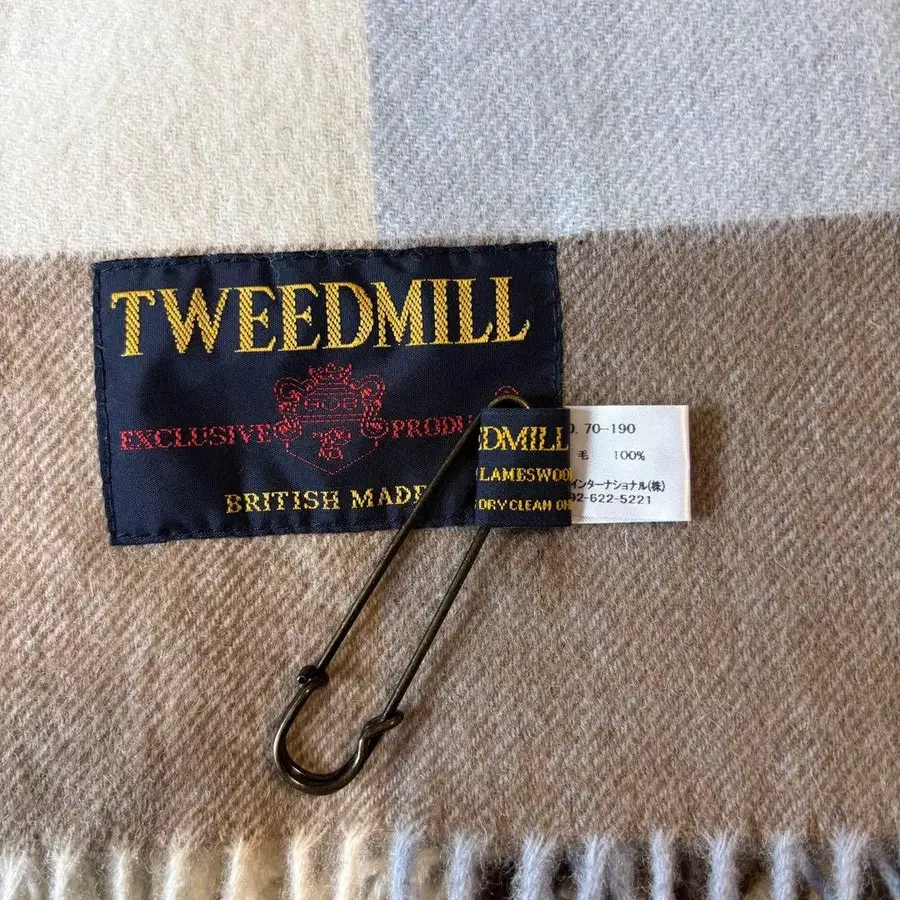 TWEEDMILL
EXCLUSIVE PRODU
BRITISH MADE
EDMILL
LAMESWOO
DRY CLEAN ON
0. 70-190
毛 100%
インターナショナル(株)
92-622-5221